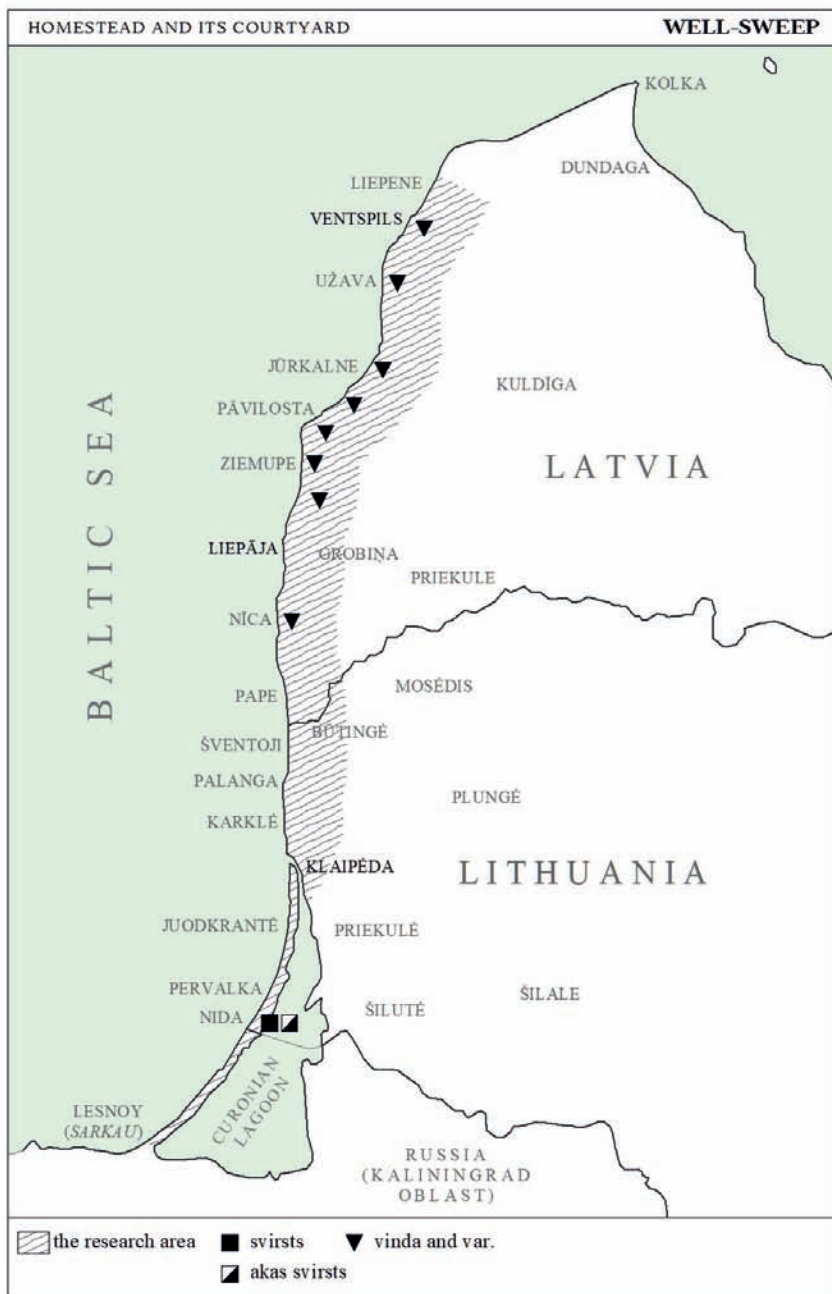 HOMESTEAD AND ITS COURTYARD
WELL-SWEEP
KOLKA
DUNDAGA
LIEPENE
VENTSPILS
UŽAVA
JŪRKALNE
KULDĪGA
PĀVILOSTA
ZIEMUPE
LATVIA
BALTIC SEA
LIEPĀJA
GROBIŅA
PRIEKULE
NĪCA
MOSĖDIS
PAPE
BŪTINGĖ
ŠVENTOJI
PALANGA
PLUNGĖ
KARKLĖ
KLAIPĖDA
LITHUANIA
JUODKRANTĖ
PRIEKULĖ
PERVALKA
ŠILALE
NIDA
ŠILUTĖ
CURONIAN
LAGOON
LESNOY
(SARKAU)
RUSSIA
(KALININGRAD
OBLAST)
the research area
svirsts
vinda and var.
akas svirsts